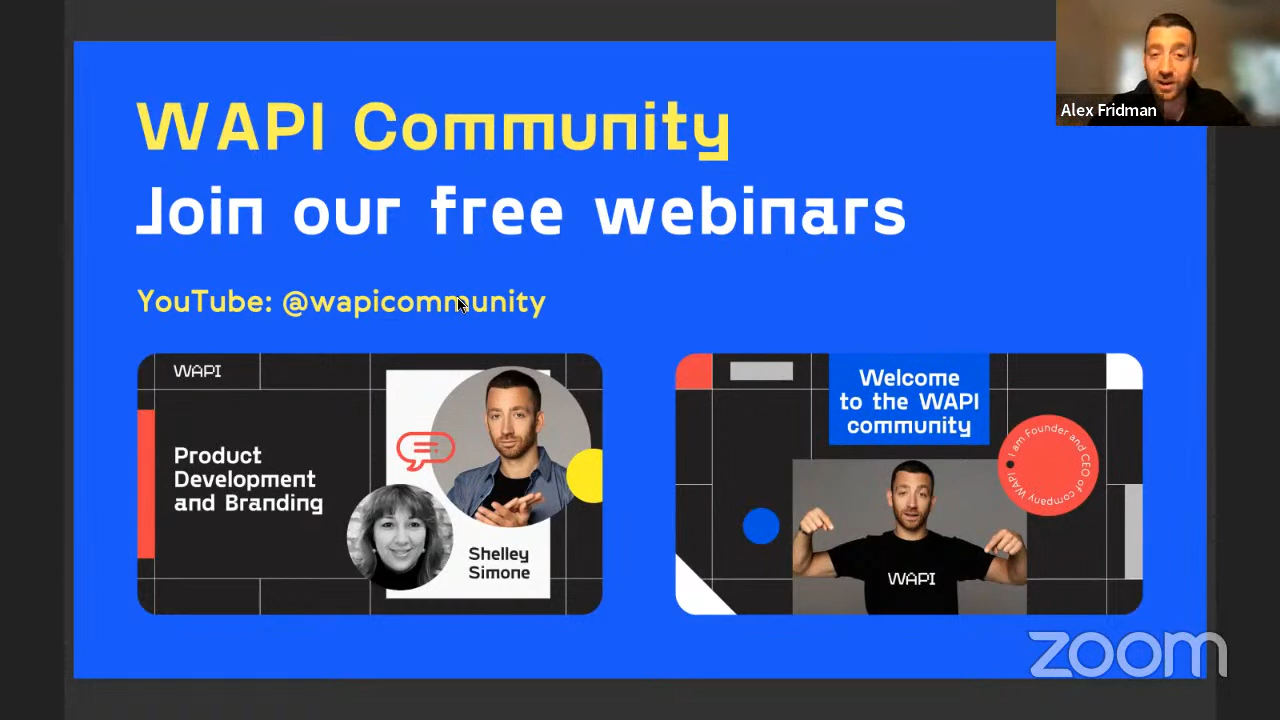 WAPI Community
Join our free webinars
YouTube: @wapicommunity
Alex Fridman
WAPI
Product
Development
and Branding
Shelley
Simone
Welcome
to the WAPI
community
I am Founder and CEO of company WAPI
WAPI
zoom